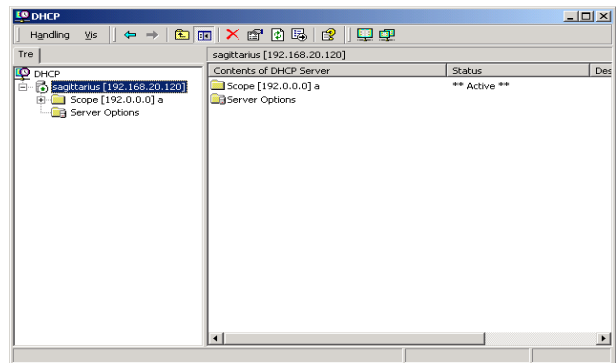 DHCP
Handling Vis
Tre
sagittarius [192.168.20.120]
DHCP
sagittarius [192.168.20.120]
Scope [192.0.0.0] a
Server Options
Contents of DHCP Server Status Des
Scope [192.0.0.0] a ** Active **
Server Options